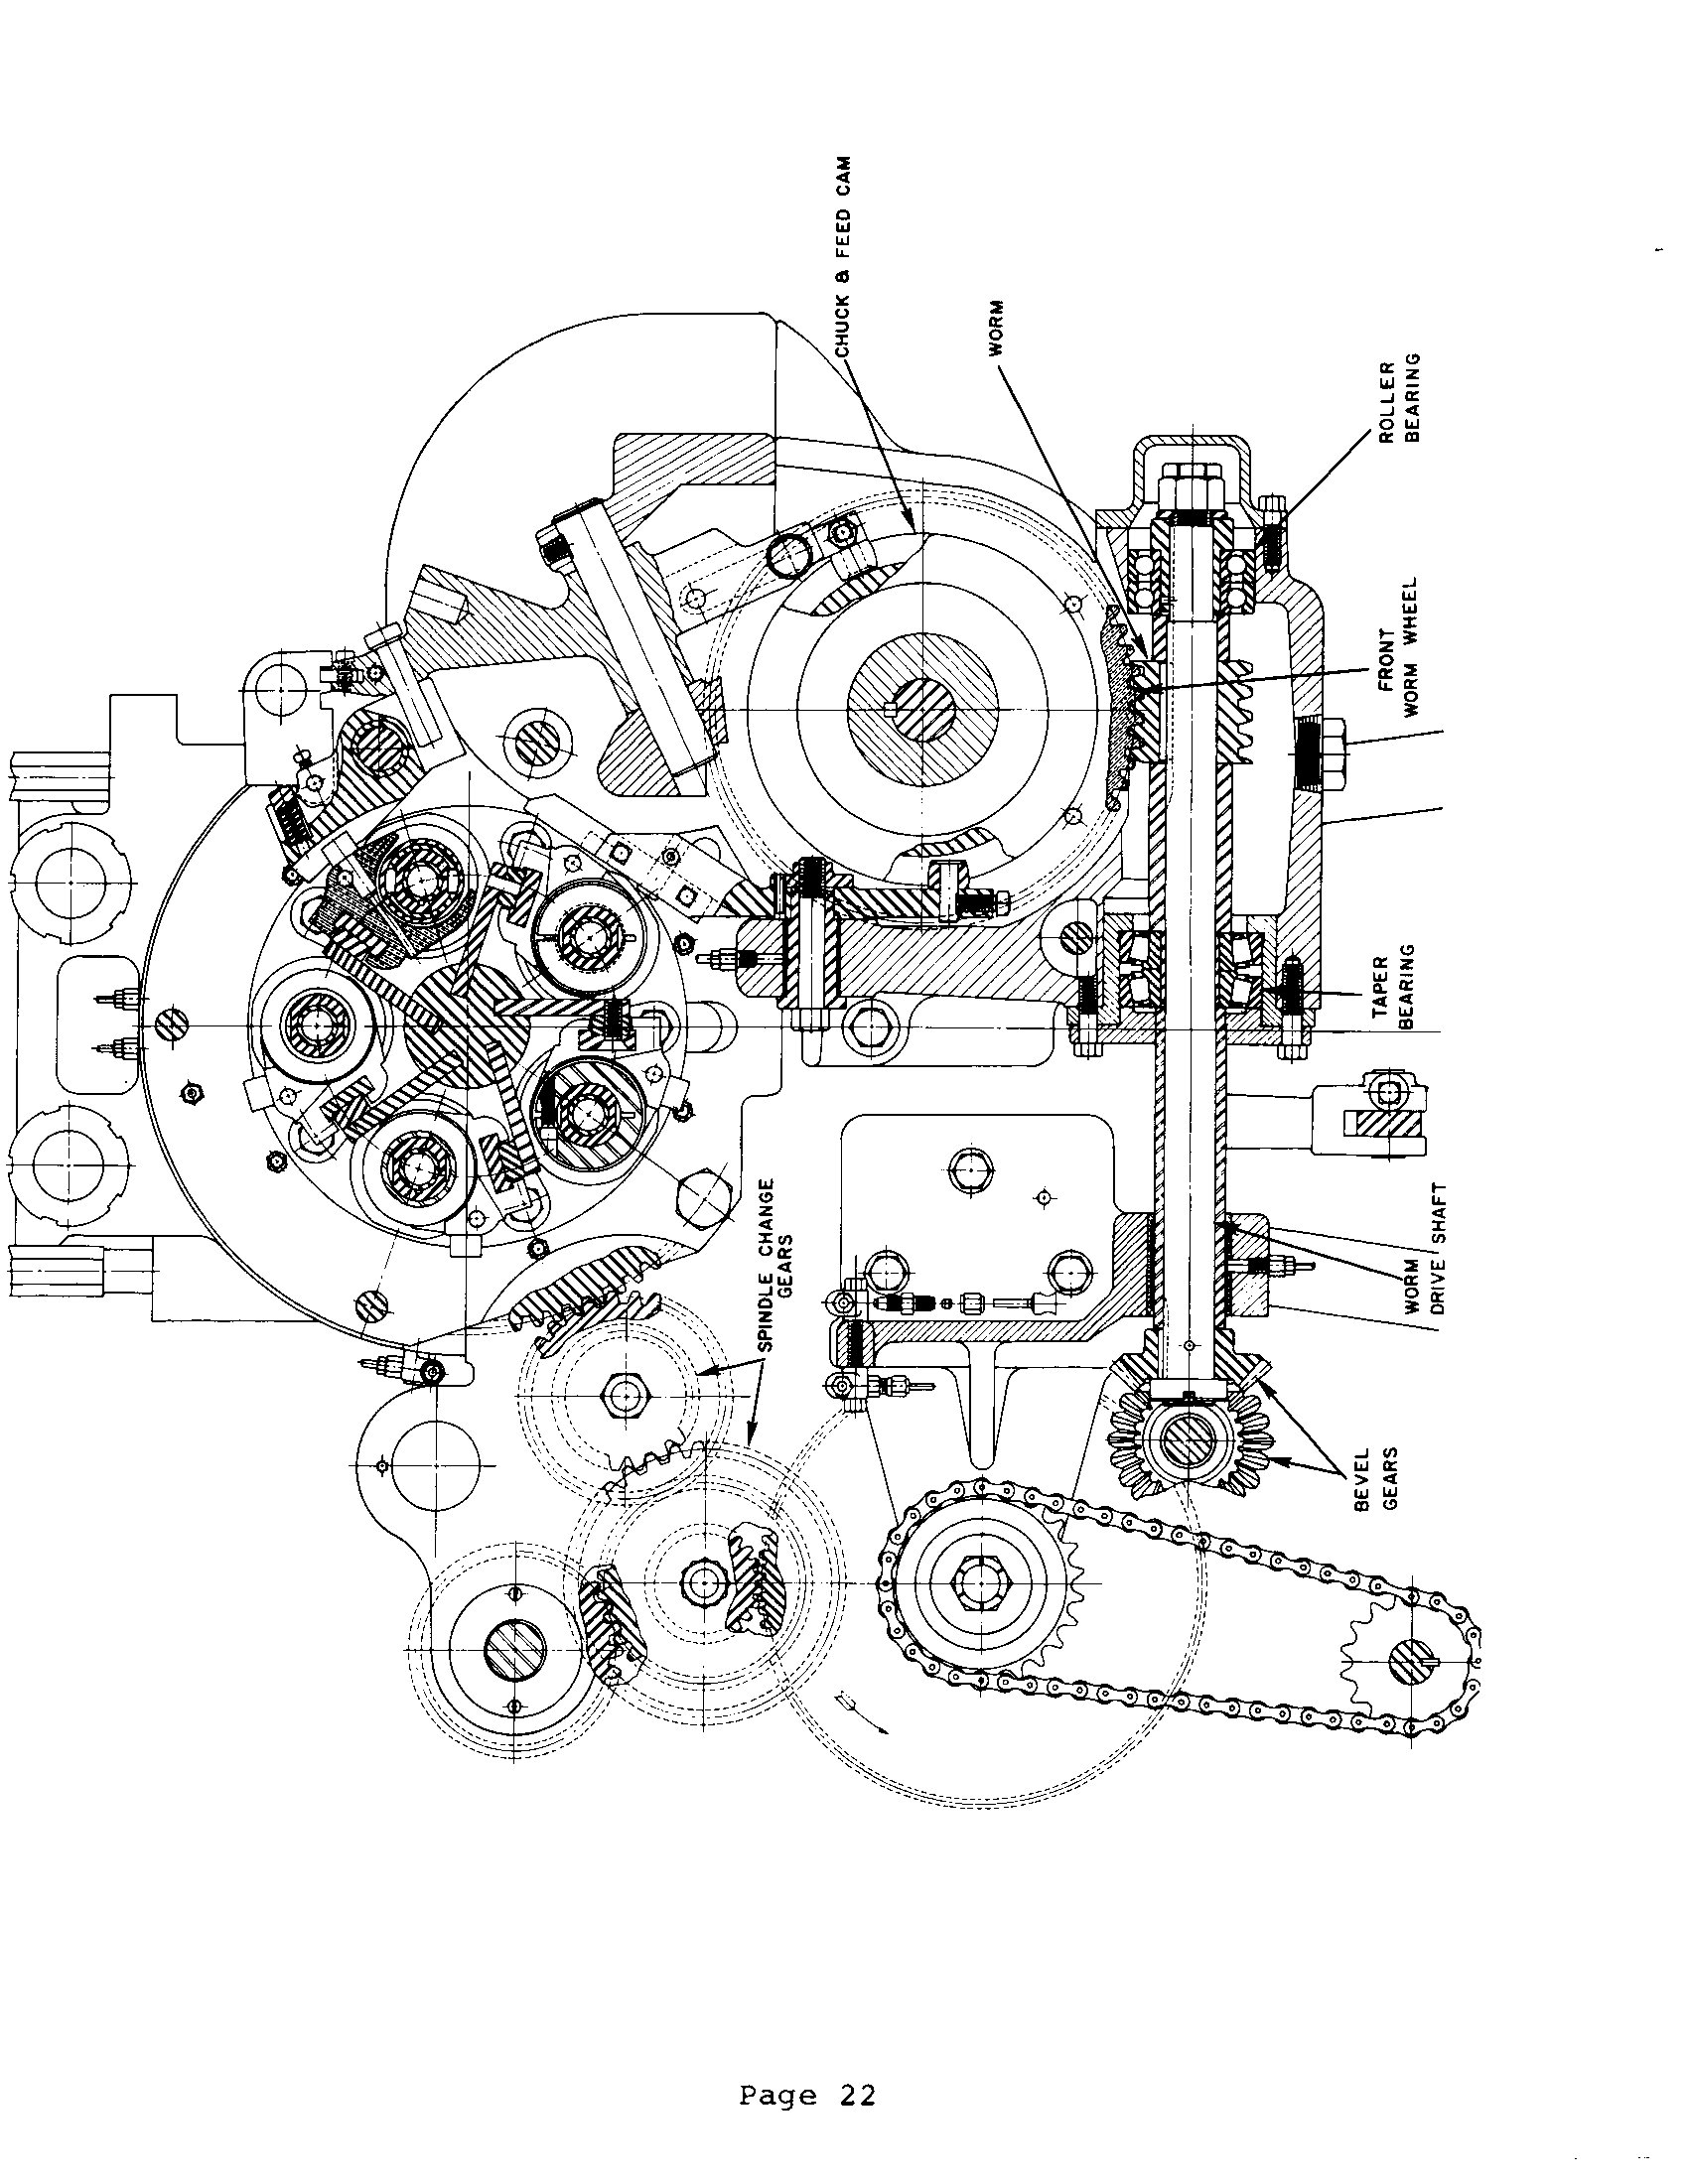 CHUCK & FEED CAM
WORM
ROLLER
BEARING
FRONT
WORM WHEEL
TAPER
BEARING
SPINDLE CHANGE
GEARS
WORM
DRIVE SHAFT
BEVEL
GEARS
Page 22